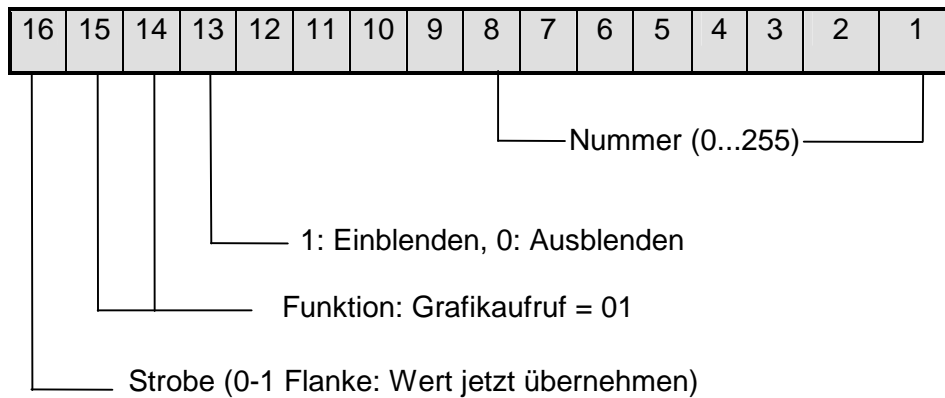 16 15 14 13 12 11 10 9 8 7 6 5 4 3 2 1
Nummer (0...255)
1: Einblenden, 0: Ausblenden
Funktion: Grafikaufruf = 01
Strobe (0-1 Flanke: Wert jetzt übernehmen)